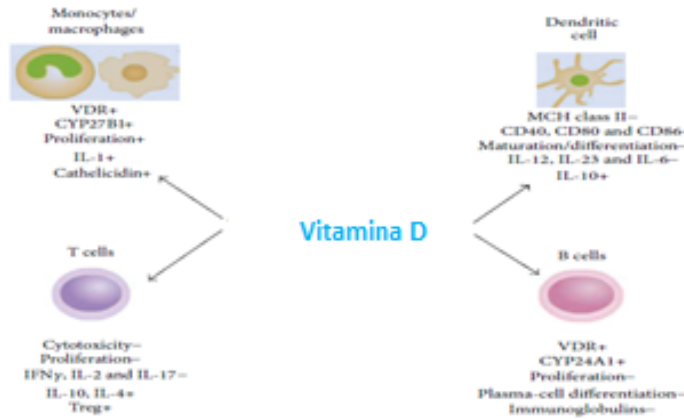 Monocytes/
macrophages
VDR+
CYP27B1+
Proliferation+
IL-1+
Cathelicidin+
Dendritic
cell
MCH class II−
CD40, CD80 and CD86−
Maturation/differentiation−
IL-12, IL-23 and IL-6−
IL-10+
Vitamina D
T cells
Cytotoxicity−
Proliferation−
IFNγ, IL-2 and IL-17−
IL-10, IL-4+
Treg+
B cells
VDR+
CYP24A1+
Proliferation−
Plasma-cell differentiation−
Immunoglobulins−